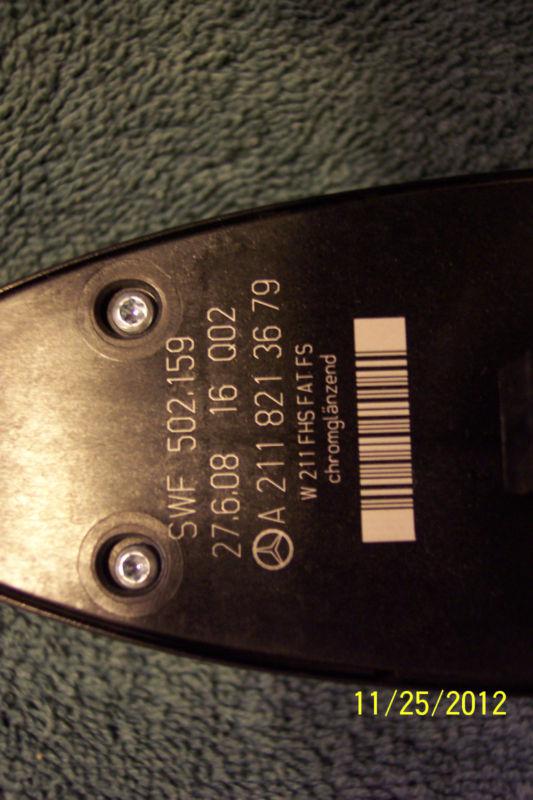 SWF 502.159
27.6.08 16 Q02
A 211 821 36 79
W 211 FHS FAT FS
chromglänzend
11/25/2012